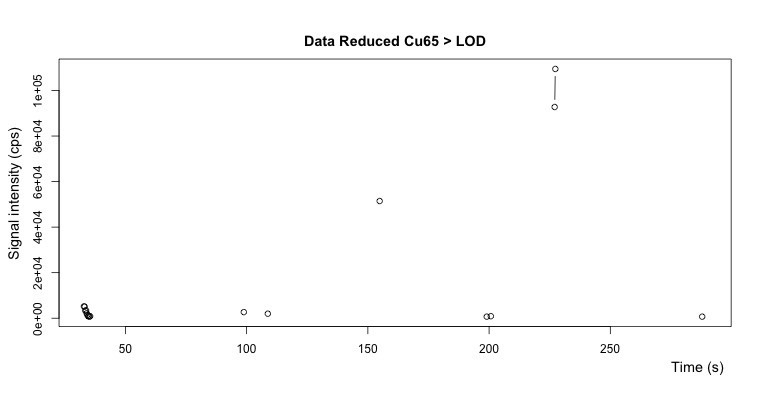 Data Reduced Cu65 > LOD
Signal intensity (cps)
1e+05
8e+04
6e+04
4e+04
2e+04
0e+00
50 100 150 200 250
Time (s)